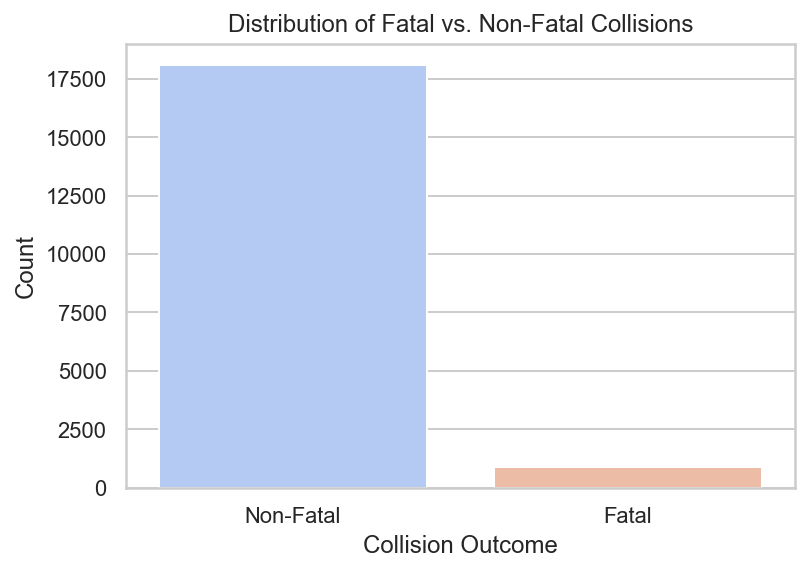 Distribution of Fatal vs. Non-Fatal Collisions
17500
15000
12500
10000
7500
5000
2500
0
Count
Non-Fatal
Fatal
Collision Outcome